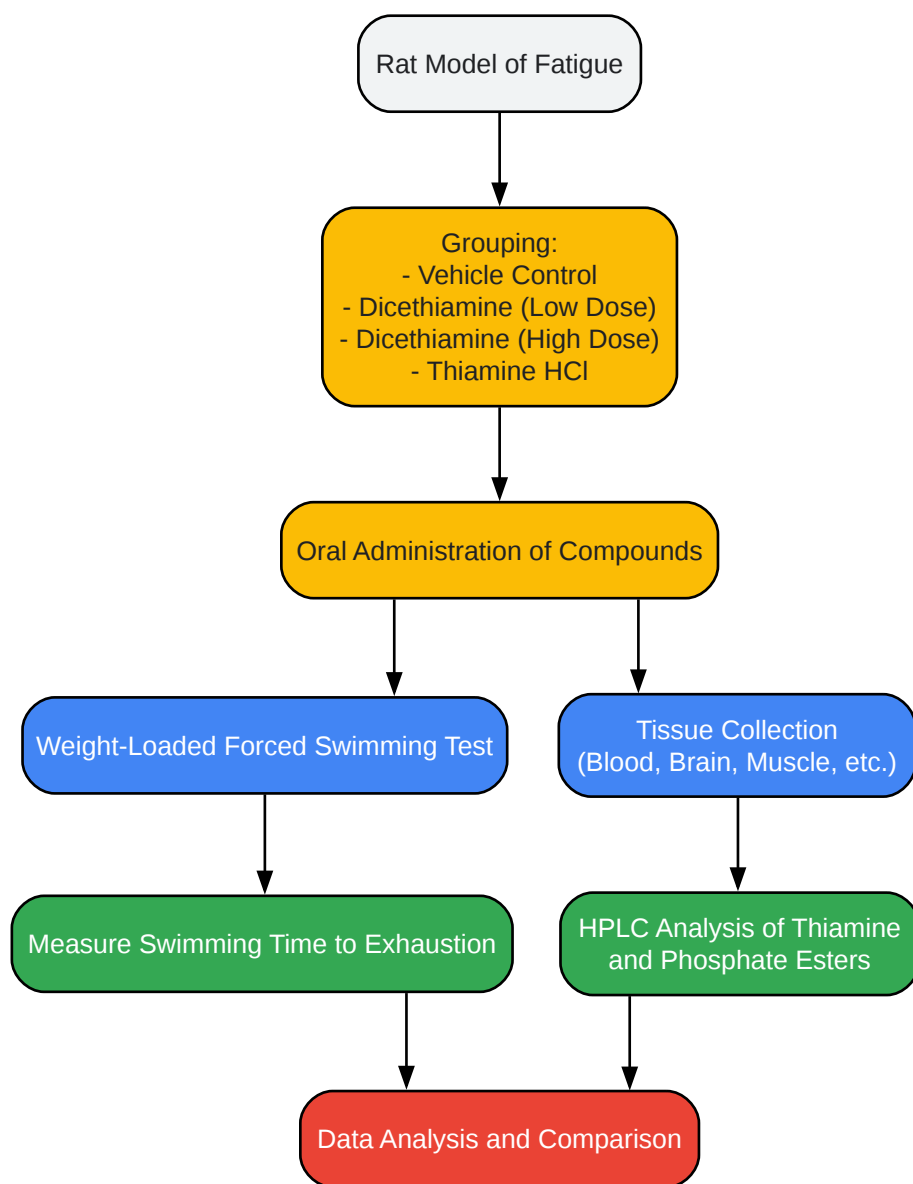 Rat Model of Fatigue
Grouping:
- Vehicle Control
- Dicethiamine (Low Dose)
- Dicethiamine (High Dose)
- Thiamine HCl
Oral Administration of Compounds
Weight-Loaded Forced Swimming Test
Tissue Collection
(Blood, Brain, Muscle, etc.)
Measure Swimming Time to Exhaustion
HPLC Analysis of Thiamine
and Phosphate Esters
Data Analysis and Comparison